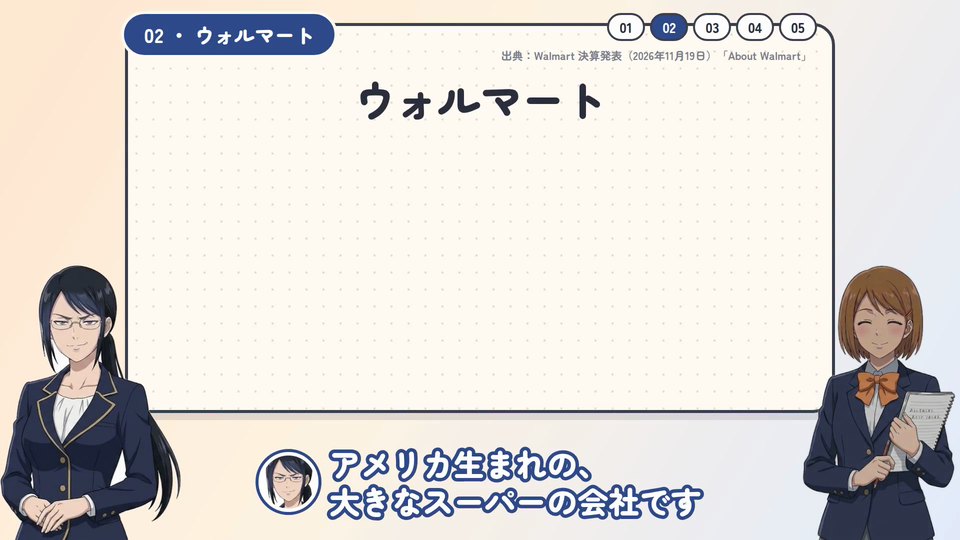 02 ・ ウォルマート
01 02 03 04 05
出典：Walmart 決算発表（2026年11月19日）「About Walmart」
ウォルマート
アメリカ生まれの、
大きなスーパーの会社です